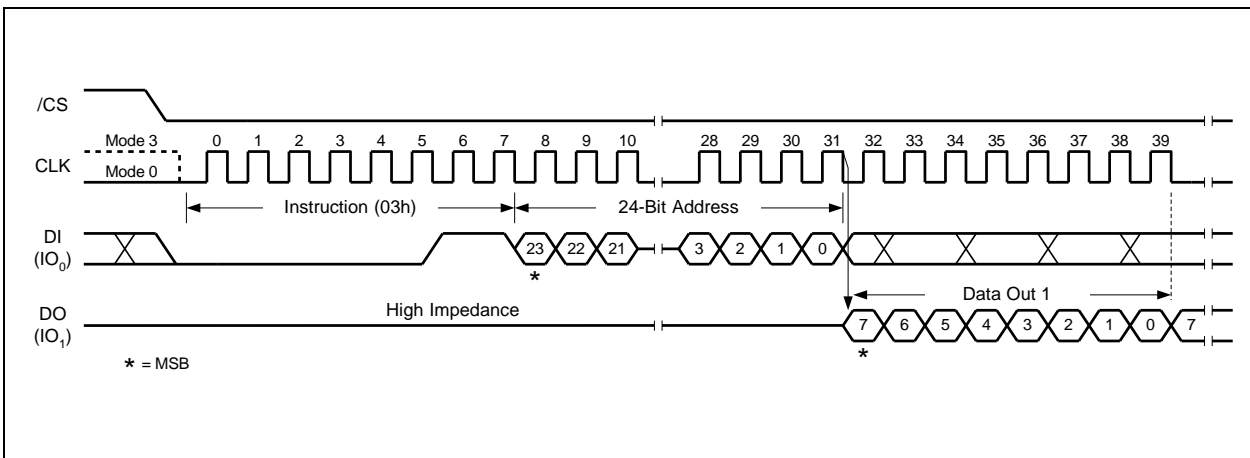 /CS
Mode 3
0 1 2 3 4 5 6 7 8 9 10 28 29 30 31 32 33 34 35 36 37 38 39
CLK
Mode 0
Instruction (03h) 24-Bit Address
DI
(IO0)
23 22 21 3 2 1 0
*
High Impedance
Data Out 1
DO
(IO1)
7 6 5 4 3 2 1 0 7
*
* = MSB